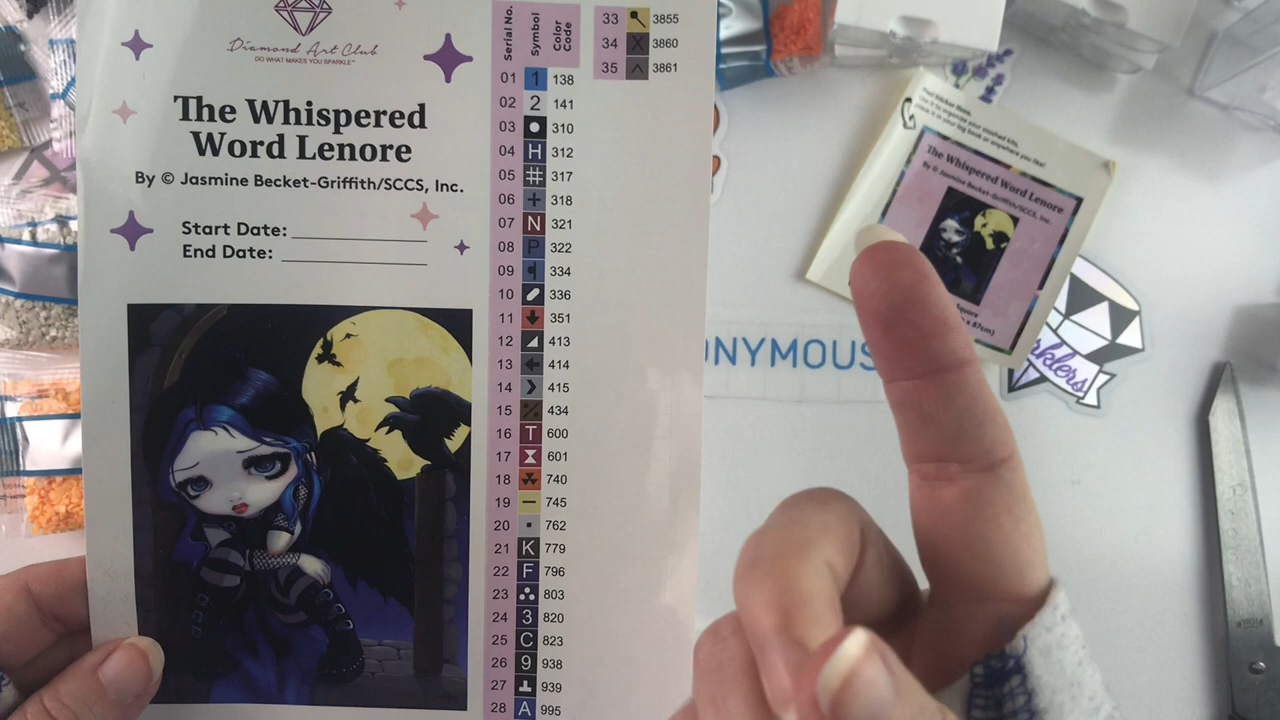 Diamond Art Club
DO WHAT MAKES YOU SPARKLE™
The Whispered
Word Lenore
By © Jasmine Becket-Griffith/SCCS, Inc.
Start Date:
End Date:
Serial No. Symbol Color Code
01 1 138
02 2 141
03 310
04 H 312
05 # 317
06 + 318
07 N 321
08 P 322
09 334
10 336
11 351
12 413
13 414
14 415
15 434
16 T 600
17 601
18 740
19 − 745
20 762
21 K 779
22 F 796
23 803
24 3 820
25 C 823
26 9 938
27 939
28 A 995
33 3855
34 X 3860
35 3861
The Whispered Word Lenore
By © Jasmine Becket-Griffith/SCCS, Inc.
Square
x 87cm)
ONYMOUS
rklers